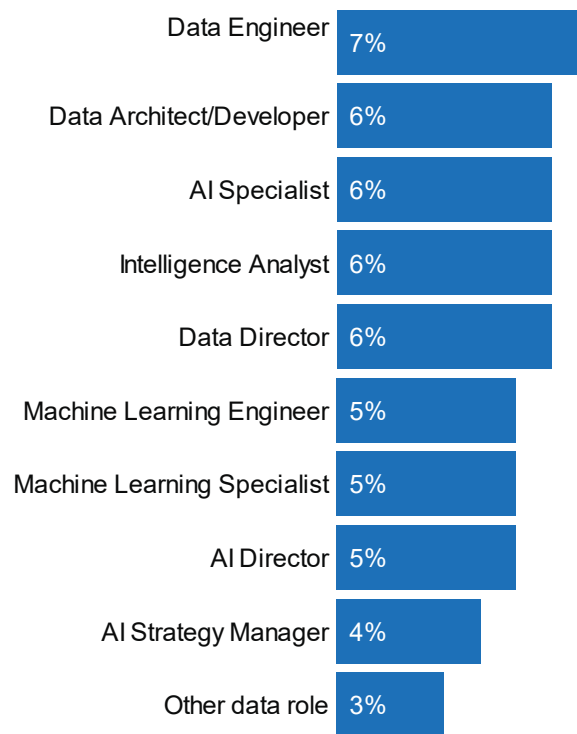 Data Engineer 7%
Data Architect/Developer 6%
AI Specialist 6%
Intelligence Analyst 6%
Data Director 6%
Machine Learning Engineer 5%
Machine Learning Specialist 5%
AI Director 5%
AI Strategy Manager 4%
Other data role 3%